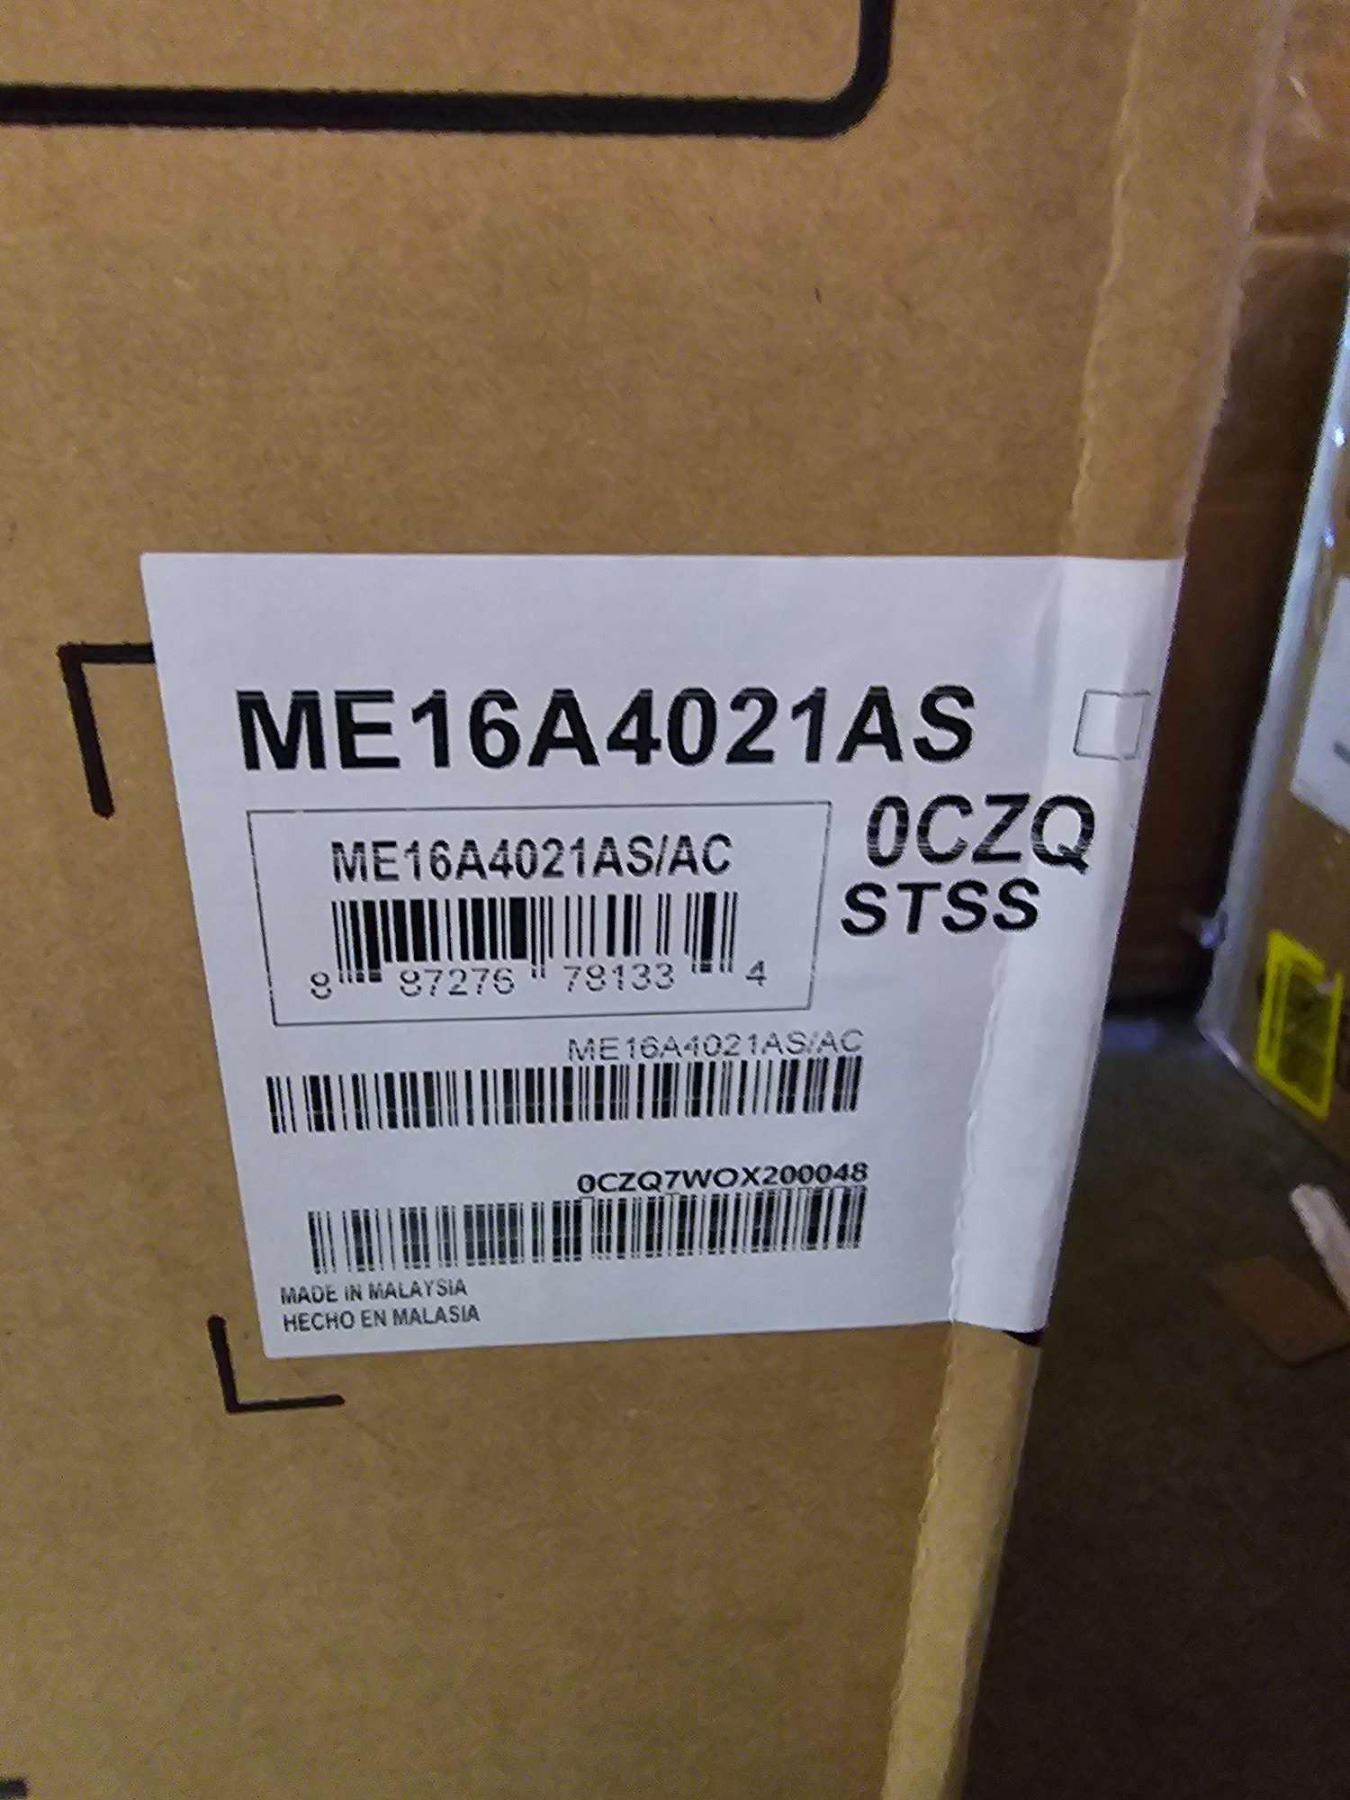 ME16A4021AS
0CZQ
STSS
ME16A4021AS/AC
8 87276 78133 4
ME16A4021AS/AC
0CZQ7WOX200048
MADE IN MALAYSIA
HECHO EN MALASIA